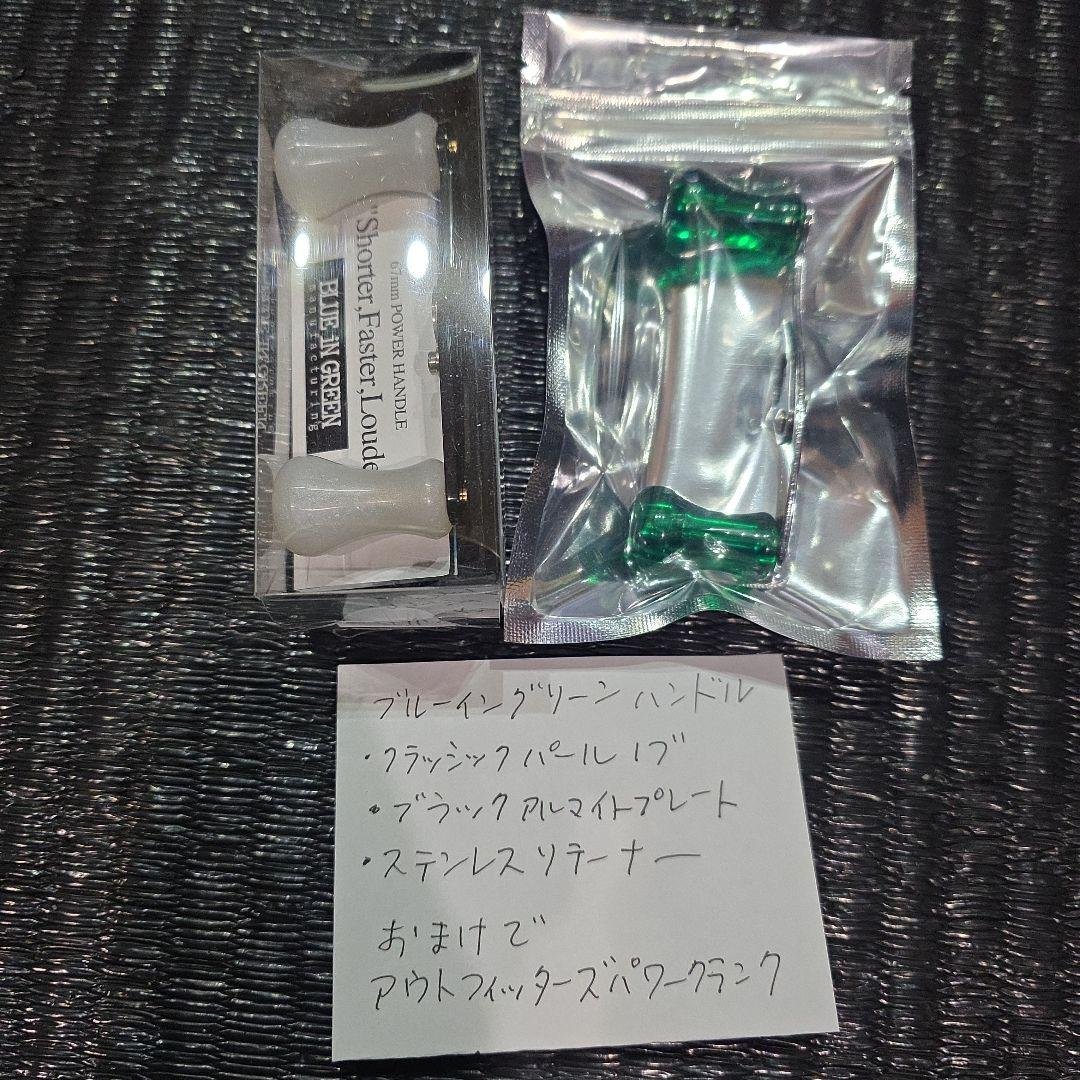 "Shorter,Faster,Loude
67mm POWER HANDLE
BLUE iN GREEN
manufacturing
ブルーイングリーンハンドル
・クラッシックパールノブ
・ブラックアルマイトプレート
・ステンレスリテーナー
おまけで
アウトフィッターズパワークランク